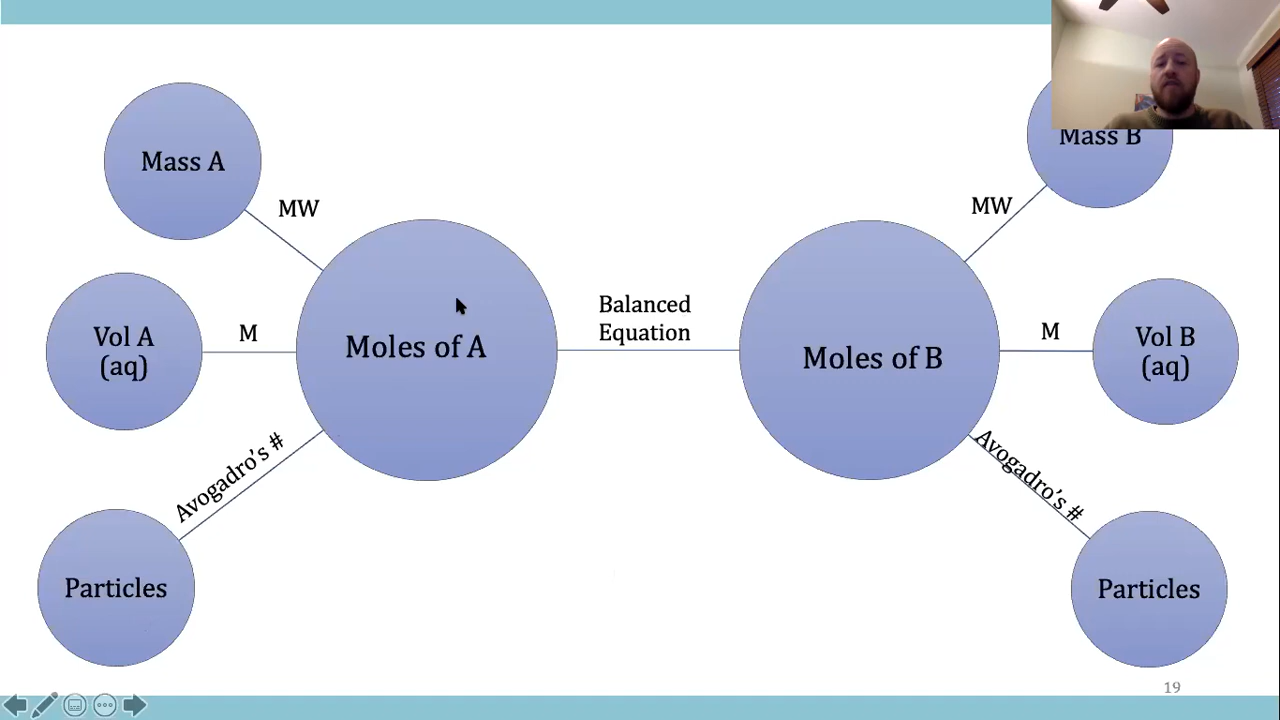 Mass A
MW
Vol A
(aq)
M
Moles of A
Avogadro's #
Particles
Balanced
Equation
Mass B
MW
Moles of B
M
Vol B
(aq)
Avogadro's #
Particles
19